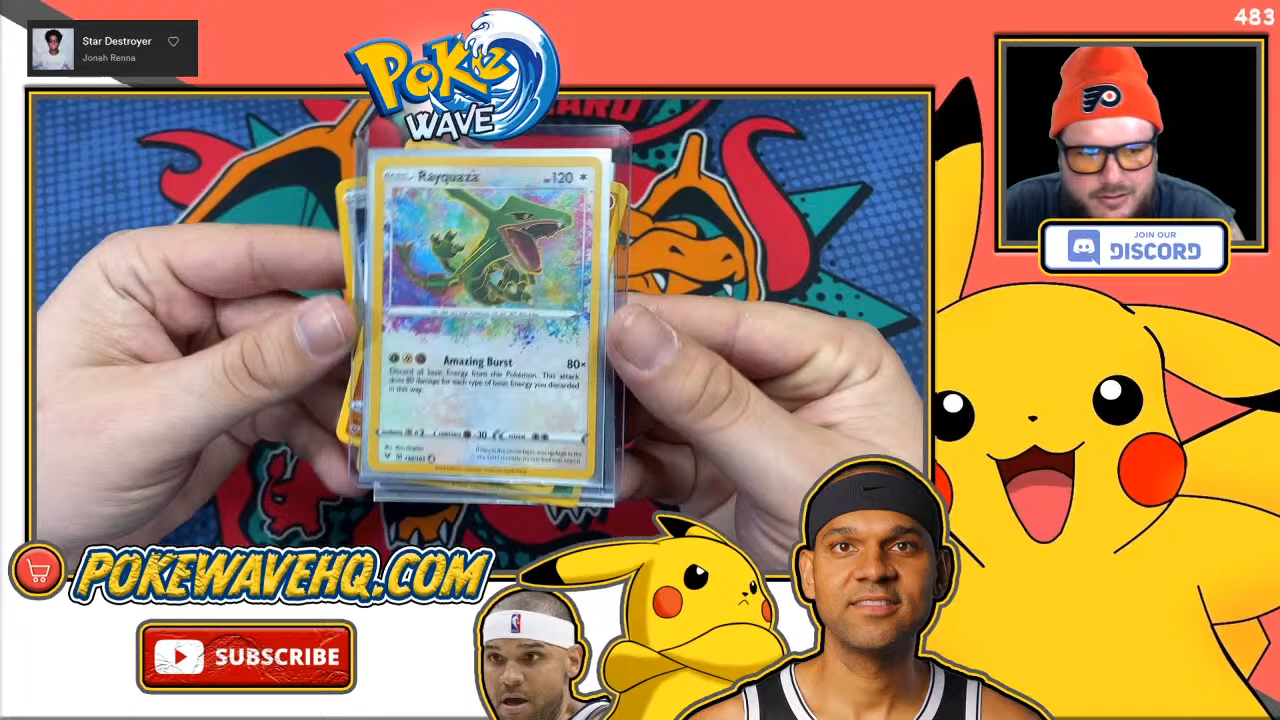 483
Star Destroyer
Jonah Renna
POKE
WAVE
Rayquaza
120
Amazing Burst 80×
Discard all basic Energy from this Pokémon. This attack
does 80 damage for each type of basic Energy you discarded
in this way.
×2
-30
JOIN OUR
DISCORD
POKEWAVEHQ.COM
SUBSCRIBE